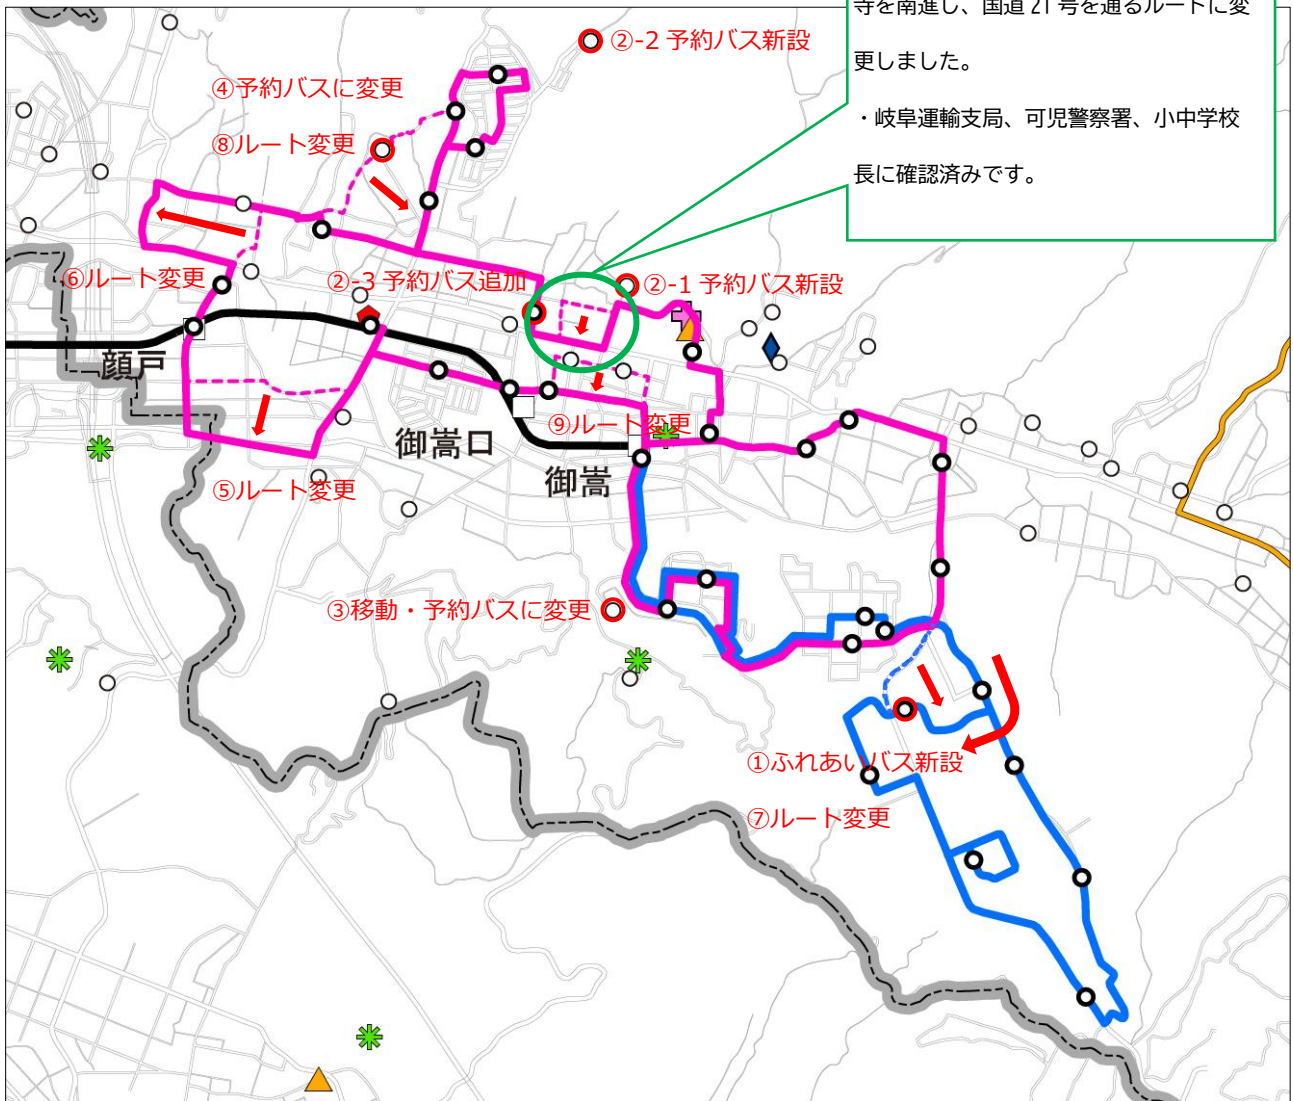 寺を南進し、国道 21 号を通るルートに変
更しました。
・岐阜運輸支局、可児警察署、小中学校
長に確認済みです。
②-2 予約バス新設
④予約バスに変更
⑧ルート変更
⑥ルート変更
②-3 予約バス追加
②-1 予約バス新設
顔戸
御嵩口
⑨ルート変更
御嵩
⑤ルート変更
③移動・予約バスに変更
①ふれあいバス新設
⑦ルート変更